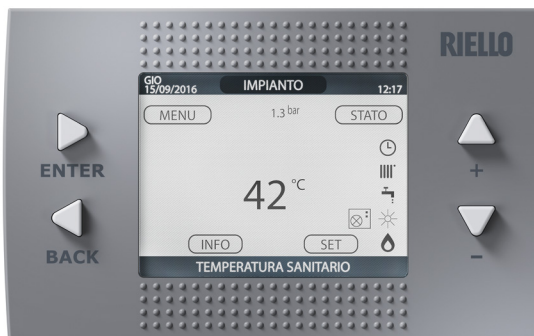 RIELLO
GIO
15/09/2016 IMPIANTO 12:17
MENU 1.3 bar STATO
ENTER
+
42 °C
BACK
INFO SET
-
TEMPERATURA SANITARIO